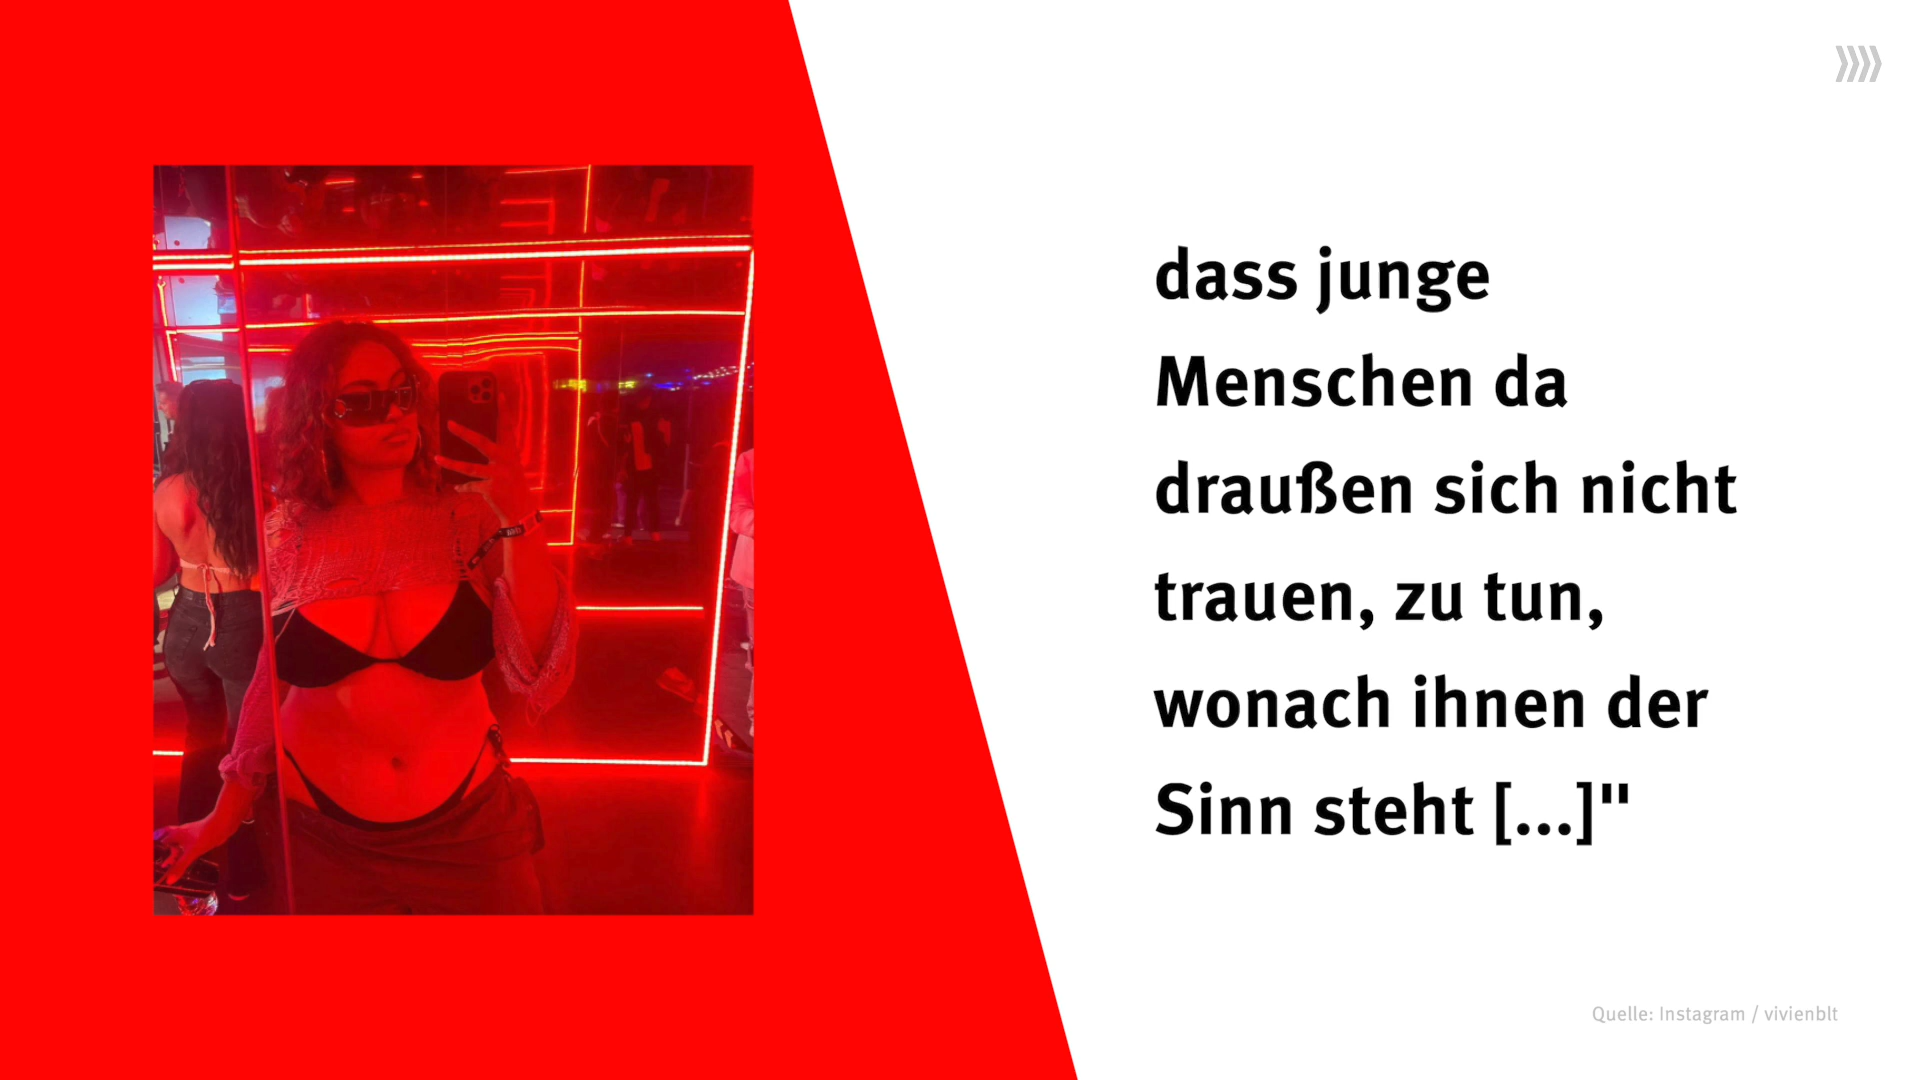 dass junge
Menschen da
draußen sich nicht
trauen, zu tun,
wonach ihnen der
Sinn steht [...]"
Quelle: Instagram / vivienblt